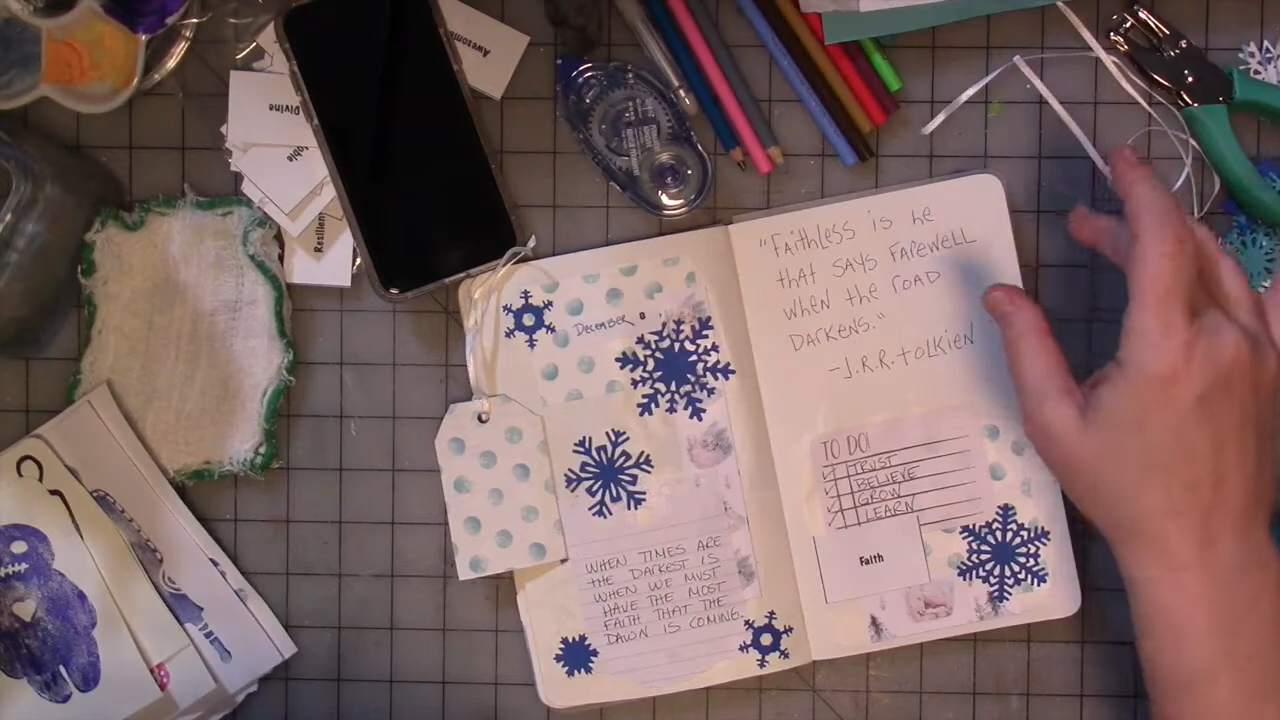 Awesome
Divine
Resilien
"Faithless is he
that says farewell
when the road
darkens."
-J.R.R. Tolkien
December 8
TO DO!
TRUST
BELIEVE
GROW
LEARN
Faith
WHEN TIMES ARE
THE DARKEST IS
WHEN WE MUST
HAVE THE MOST
FAITH THAT THE
DAWN IS COMING.